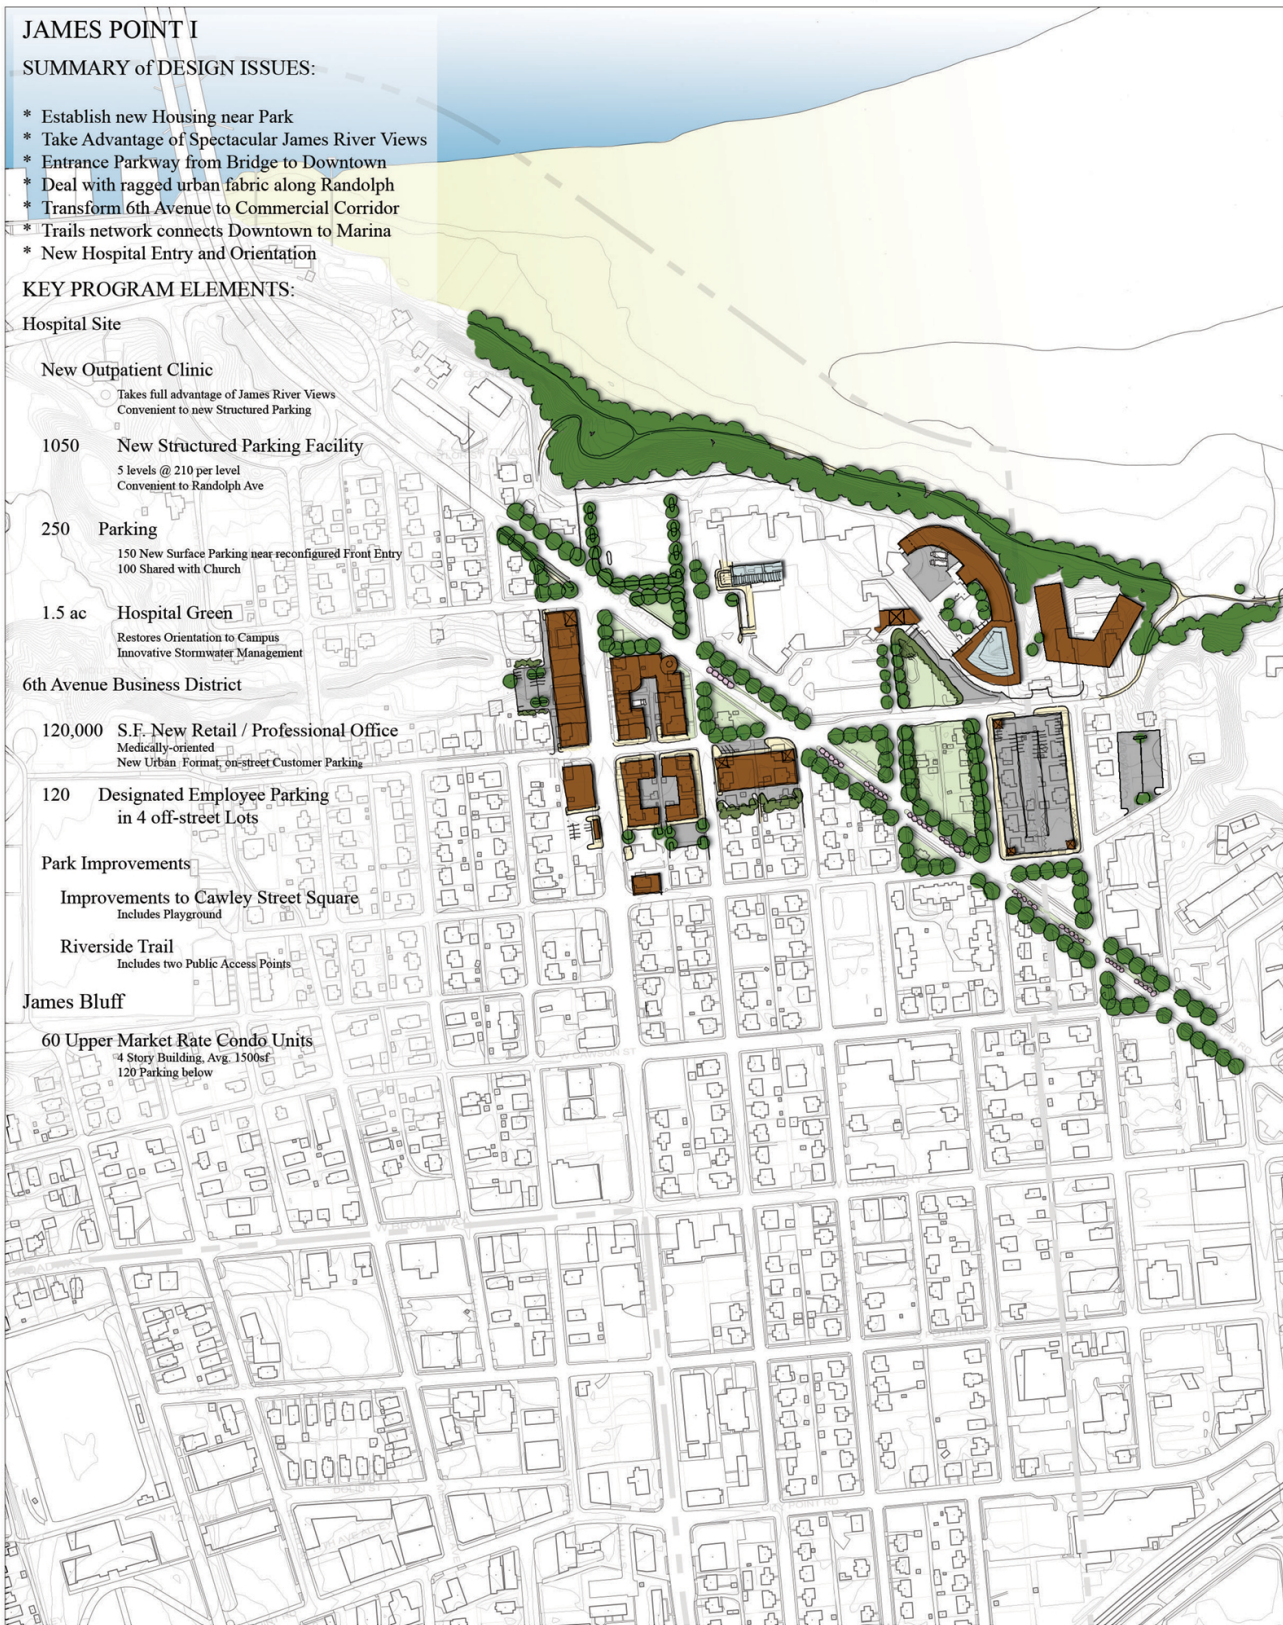 JAMES POINT I
SUMMARY of DESIGN ISSUES:
* Establish new Housing near Park
* Take Advantage of Spectacular James River Views
* Entrance Parkway from Bridge to Downtown
* Deal with ragged urban fabric along Randolph
* Transform 6th Avenue to Commercial Corridor
* Trails network connects Downtown to Marina
* New Hospital Entry and Orientation
KEY PROGRAM ELEMENTS:
Hospital Site
New Outpatient Clinic
Takes full advantage of James River Views
Convenient to new Structured Parking
1050 New Structured Parking Facility
5 levels @ 210 per level
Convenient to Randolph Ave
250 Parking
150 New Surface Parking near reconfigured Front Entry
100 Shared with Church
1.5 ac Hospital Green
Restores Orientation to Campus
Innovative Stormwater Management
6th Avenue Business District
120,000 S.F. New Retail / Professional Office
Medically-oriented
New Urban Format, on-street Customer Parking
120 Designated Employee Parking
in 4 off-street Lots
Park Improvements
Improvements to Cawley Street Square
Includes Playground
Riverside Trail
Includes two Public Access Points
James Bluff
60 Upper Market Rate Condo Units
4 Story Building, Avg. 1500sf
120 Parking below
W BROADWAY